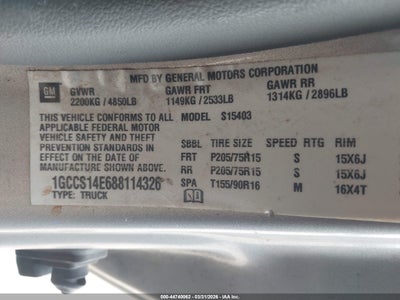 MFD BY GENERAL MOTORS CORPORATION
GM GVWR GAWR FRT GAWR RR
2200KG / 4850LB 1149KG / 2533LB 1314KG / 2896LB
THIS VEHICLE CONFORMS TO ALL MODEL S15403
APPLICABLE FEDERAL MOTOR
VEHICLE SAFETY AND THEFT SBBL TIRE SIZE SPEED RTG RIM
PREVENTION STANDARDS FRT P205/75R15 S 15X6J
IN EFFECT ON THE DATE OF RR P205/75R15 S 15X6J
MANUFACTURE SHOWN ABOVE. SPA T155/90R16 M 16X4T
1GCCS14E688114326
TYPE: TRUCK
© 44740063 - 03/31/2026 - IAA Inc.